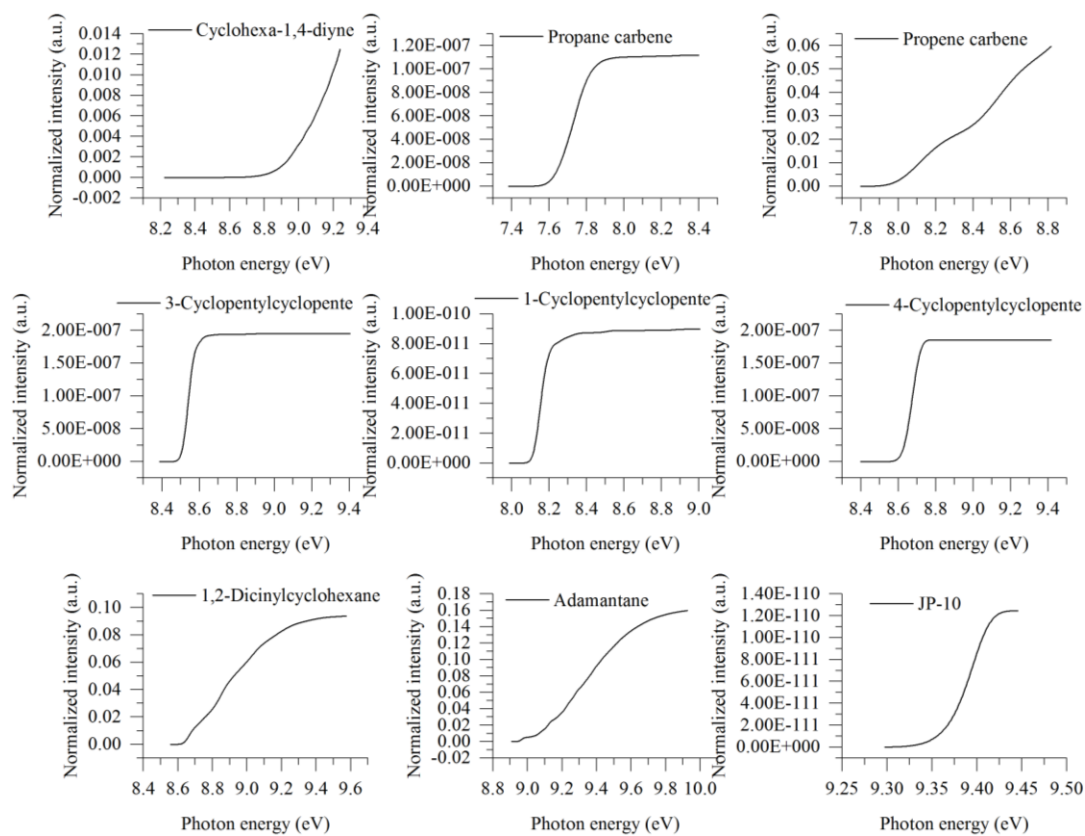 Cyclohexa-1,4-diyne
Normalized intensity (a.u.)
0.014
0.012
0.010
0.008
0.006
0.004
0.002
0.000
-0.002
8.2 8.4 8.6 8.8 9.0 9.2 9.4
Photon energy (eV)
Propane carbene
Normalized intensity (a.u.)
1.20E-007
1.00E-007
8.00E-008
6.00E-008
4.00E-008
2.00E-008
0.00E+000
7.4 7.6 7.8 8.0 8.2 8.4
Photon energy (eV)
Propene carbene
Normalized intensity (a.u.)
0.06
0.05
0.04
0.03
0.02
0.01
0.00
7.8 8.0 8.2 8.4 8.6 8.8
Photon energy (eV)
3-Cyclopentylcyclopente
Normalized intensity (a.u.)
2.00E-007
1.50E-007
1.00E-007
5.00E-008
0.00E+000
8.4 8.6 8.8 9.0 9.2 9.4
Photon energy (eV)
1-Cyclopentylcyclopente
Normalized intensity (a.u.)
1.00E-010
8.00E-011
6.00E-011
4.00E-011
2.00E-011
0.00E+000
8.0 8.2 8.4 8.6 8.8 9.0
Photon energy (eV)
4-Cyclopentylcyclopente
Normalized intensity (a.u.)
2.00E-007
1.50E-007
1.00E-007
5.00E-008
0.00E+000
8.4 8.6 8.8 9.0 9.2 9.4
Photon energy (eV)
1,2-Dicinylcyclohexane
Normalized intensity (a.u.)
0.10
0.08
0.06
0.04
0.02
0.00
8.4 8.6 8.8 9.0 9.2 9.4 9.6
Photon energy (eV)
Adamantane
Normalized intensity (a.u.)
0.18
0.16
0.14
0.12
0.10
0.08
0.06
0.04
0.02
0.00
-0.02
8.8 9.0 9.2 9.4 9.6 9.8 10.0
Photon energy (eV)
JP-10
Normalized intensity (a.u.)
1.40E-110
1.20E-110
1.00E-110
8.00E-111
6.00E-111
4.00E-111
2.00E-111
0.00E+000
9.25 9.30 9.35 9.40 9.45 9.50
Photon energy (eV)